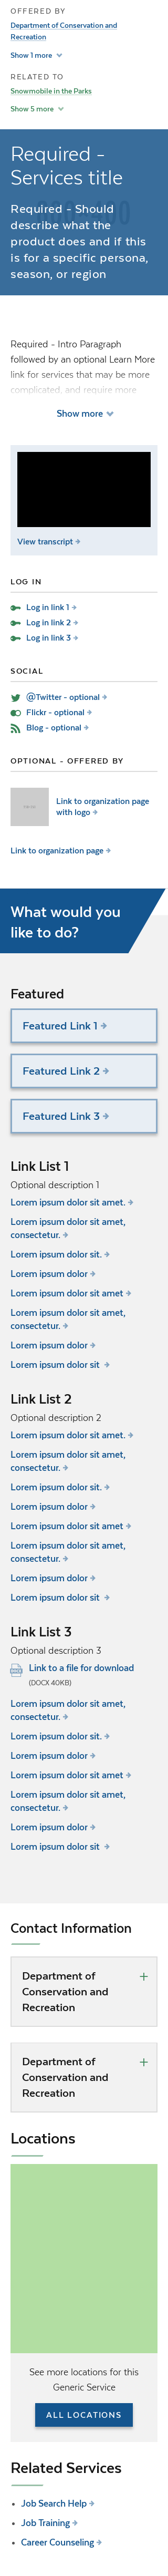 OFFERED BY
Department of Conservation and
Recreation
Show 1 more
RELATED TO
Snowmobile in the Parks
Show 5 more
Required -
Services title
Required - Should
describe what the
product does and if this
is for a specific persona,
season, or region
Required - Intro Paragraph
followed by an optional Learn More
link for services that may be more
complicated, and require more
Show more
View transcript
LOG IN
Log in link 1
Log in link 2
Log in link 3
SOCIAL
@Twitter - optional
Flickr - optional
Blog - optional
OPTIONAL - OFFERED BY
Link to organization page
with logo
Link to organization page
What would you
like to do?
Featured
Featured Link 1
Featured Link 2
Featured Link 3
Link List 1
Optional description 1
Lorem ipsum dolor sit amet.
Lorem ipsum dolor sit amet,
consectetur.
Lorem ipsum dolor sit.
Lorem ipsum dolor
Lorem ipsum dolor sit amet
Lorem ipsum dolor sit amet,
consectetur.
Lorem ipsum dolor
Lorem ipsum dolor sit
Link List 2
Optional description 2
Lorem ipsum dolor sit amet.
Lorem ipsum dolor sit amet,
consectetur.
Lorem ipsum dolor sit.
Lorem ipsum dolor
Lorem ipsum dolor sit amet
Lorem ipsum dolor sit amet,
consectetur.
Lorem ipsum dolor
Lorem ipsum dolor sit
Link List 3
Optional description 3
Link to a file for download
(DOCX 40KB)
Lorem ipsum dolor sit amet,
consectetur.
Lorem ipsum dolor sit.
Lorem ipsum dolor
Lorem ipsum dolor sit amet
Lorem ipsum dolor sit amet,
consectetur.
Lorem ipsum dolor
Lorem ipsum dolor sit
Contact Information
Department of
Conservation and
Recreation
Department of
Conservation and
Recreation
Locations
See more locations for this
Generic Service
ALL LOCATIONS
Related Services
Job Search Help
Job Training
Career Counseling